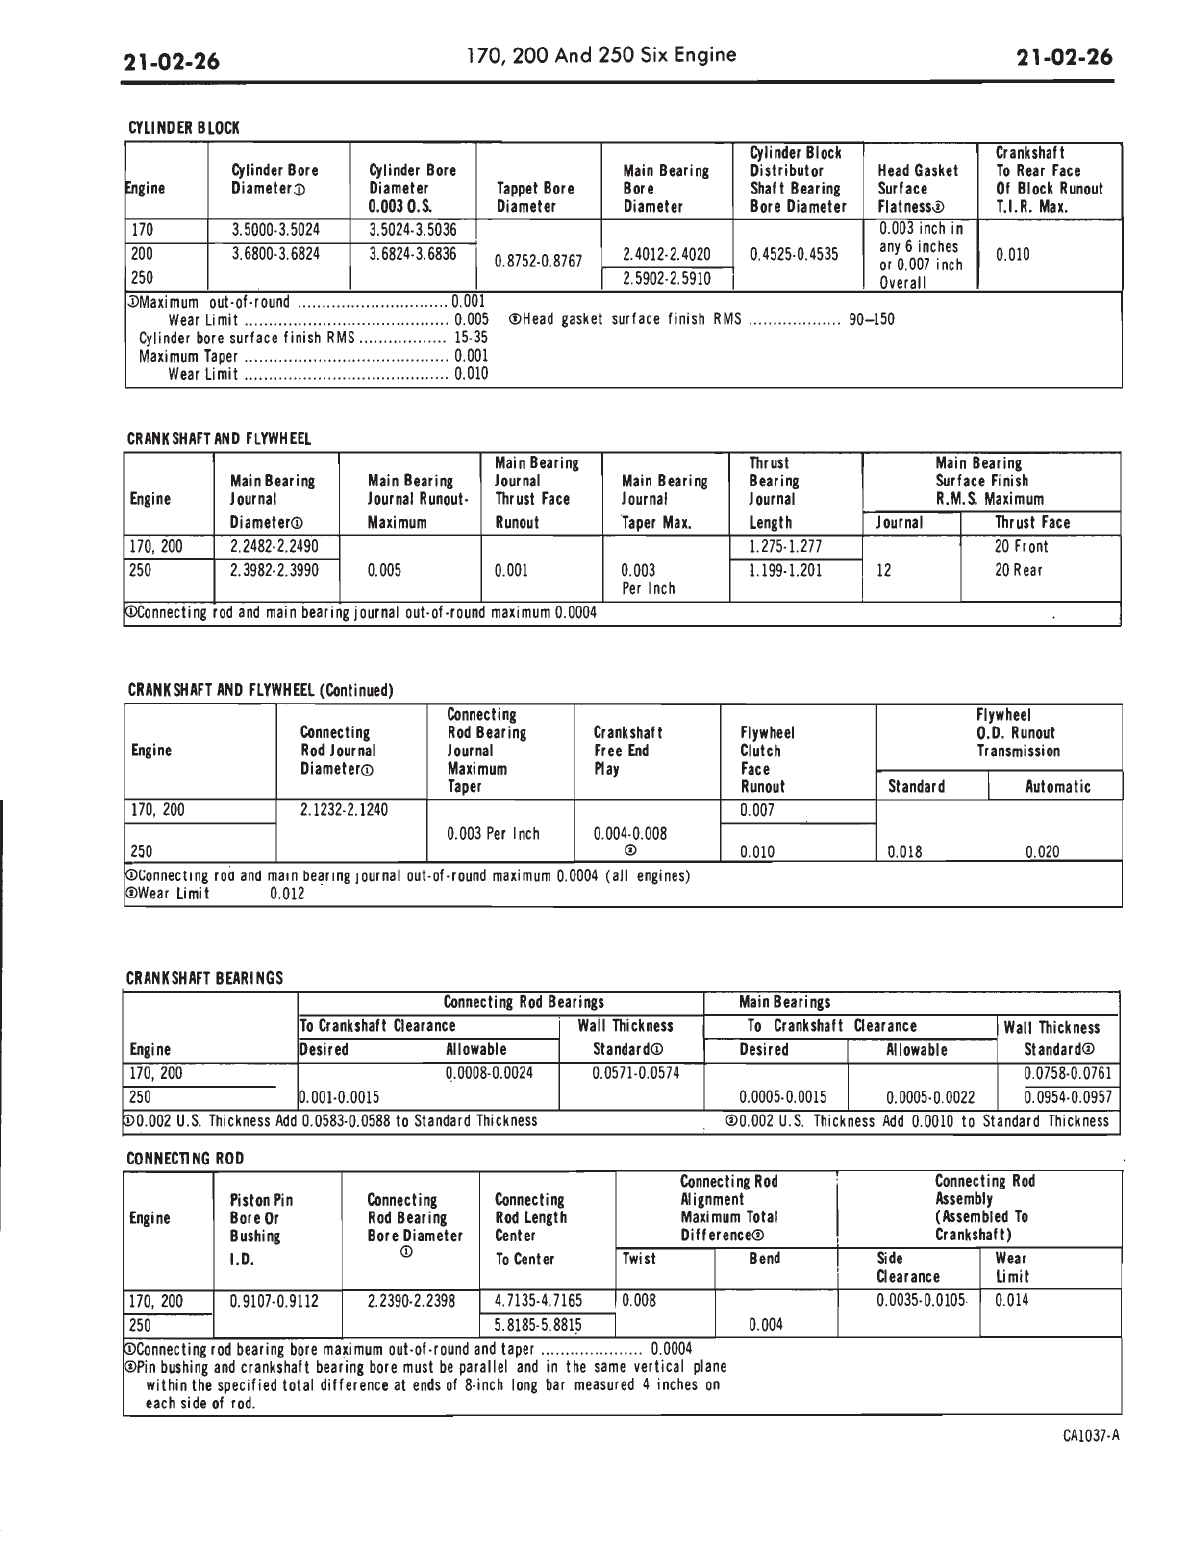 21-02-26 170, 200 And 250 Six Engine 21-02-26
CYLINDER BLOCK
Engine
Cylinder Bore
Diameter①
Cylinder Bore
Diameter
0.003 O.S.
Tappet Bore
Diameter
Main Bearing
Bore
Diameter
Cylinder Block
Distributor
Shaft Bearing
Bore Diameter
Head Gasket
Surface
Flatness②
Crankshaft
To Rear Face
Of Block Runout
T.I.R. Max.
170 3.5000-3.5024 3.5024-3.5036
200 3.6800-3.6824 3.6824-3.6836
250
0.8752-0.8767
2.4012-2.4020
2.5902-2.5910
0.4525-0.4535
0.003 inch in
any 6 inches
or 0.007 inch
Overall
0.010
①Maximum out-of-round ............................... 0.001
Wear Limit .......................................... 0.005 ②Head gasket surface finish RMS ................... 90–150
Cylinder bore surface finish RMS .................. 15-35
Maximum Taper .......................................... 0.001
Wear Limit .......................................... 0.010
CRANKSHAFT AND FLYWHEEL
Engine
Main Bearing
Journal
Diameter①
Main Bearing
Journal Runout-
Maximum
Main Bearing
Journal
Thrust Face
Runout
Main Bearing
Journal
Taper Max.
Thrust
Bearing
Journal
Length
Main Bearing
Surface Finish
R.M.S. Maximum
Journal Thrust Face
170, 200 2.2482-2.2490 1.275-1.277 20 Front
250 2.3982-2.3990 0.005 0.001 0.003 1.199-1.201 12 20 Rear
Per Inch
①Connecting rod and main bearing journal out-of-round maximum 0.0004
CRANKSHAFT AND FLYWHEEL (Continued)
Engine
Connecting
Rod Journal
Diameter①
Connecting
Rod Bearing
Journal
Maximum
Taper
Crankshaft
Free End
Play
Flywheel
Clutch
Face
Runout
Flywheel
O.D. Runout
Transmission
Standard Automatic
170, 200 2.1232-2.1240 0.007
0.003 Per Inch 0.004-0.008
250 ② 0.010 0.018 0.020
①Connecting rod and main bearing journal out-of-round maximum 0.0004 (all engines)
②Wear Limit 0.012
CRANKSHAFT BEARINGS
Connecting Rod Bearings Main Bearings
To Crankshaft Clearance Wall Thickness To Crankshaft Clearance Wall Thickness
Engine Desired Allowable Standard① Desired Allowable Standard②
170, 200 0.0008-0.0024 0.0571-0.0574 0.0758-0.0761
250 0.001-0.0015 0.0005-0.0015 0.0005-0.0022 0.0954-0.0957
①0.002 U.S. Thickness Add 0.0583-0.0588 to Standard Thickness ②0.002 U.S. Thickness Add 0.0010 to Standard Thickness
CONNECTING ROD
Engine
Piston Pin
Bore Or
Bushing
I.D.
Connecting
Rod Bearing
Bore Diameter
①
Connecting
Rod Length
Center
To Center
Connecting Rod
Alignment
Maximum Total
Difference②
Twist Bend
Connecting Rod
Assembly
(Assembled To
Crankshaft)
Side
Clearance
Wear
Limit
170, 200 0.9107-0.9112 2.2390-2.2398 4.7135-4.7165 0.008 0.0035-0.0105 0.014
250 5.8185-5.8815 0.004
①Connecting rod bearing bore maximum out-of-round and taper ..................... 0.0004
②Pin bushing and crankshaft bearing bore must be parallel and in the same vertical plane
within the specified total difference at ends of 8-inch long bar measured 4 inches on
each side of rod.
CA1037-A